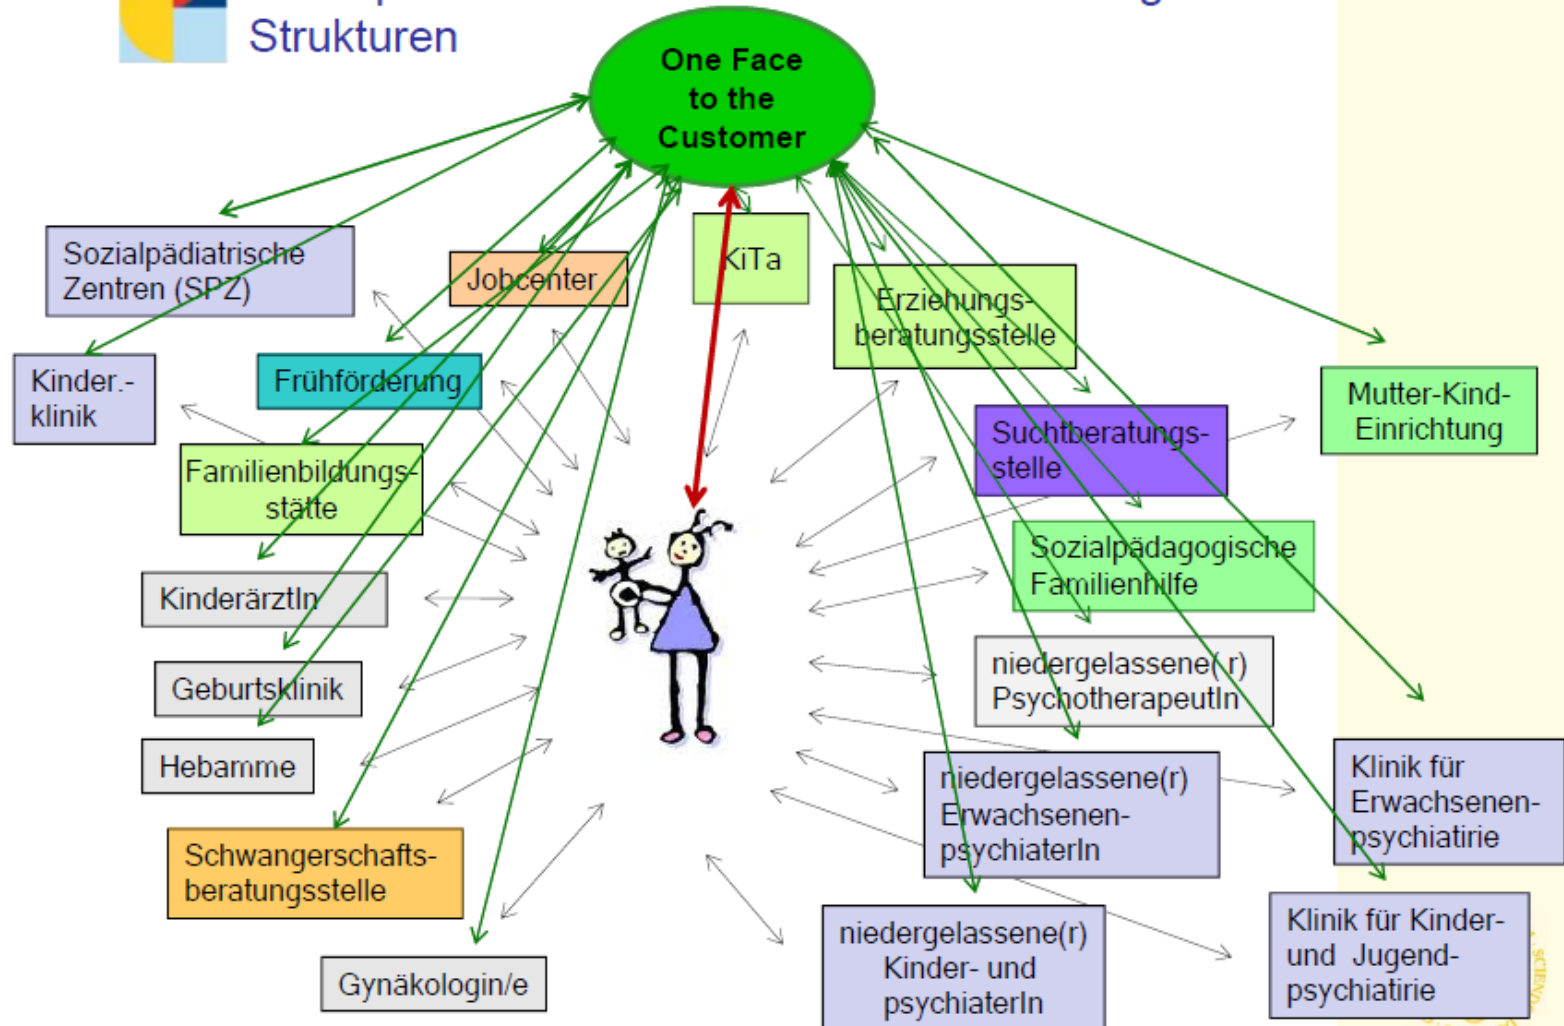 Strukturen
One Face
to the
Customer
Sozialpädiatrische
Zentren (SPZ)
Jobcenter
KiTa
Erziehungs-
beratungsstelle
Kinder.-
klinik
Frühförderung
Mutter-Kind-
Einrichtung
Suchtberatungs-
stelle
Familienbildungs-
stätte
Sozialpädagogische
Familienhilfe
KinderärztIn
niedergelassene( r)
PsychotherapeutIn
Geburtsklinik
Hebamme
niedergelassene(r)
Erwachsenen-
psychiaterIn
Klinik für
Erwachsenen-
psychiatirie
Schwangerschafts-
beratungsstelle
niedergelassene(r)
Kinder- und
psychiaterIn
Klinik für Kinder-
und Jugend-
psychiatirie
Gynäkologin/e